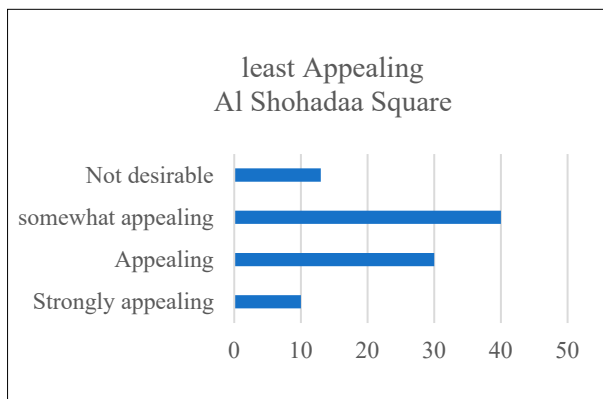 least Appealing
Al Shohadaa Square
Not desirable
somewhat appealing
Appealing
Strongly appealing
0 10 20 30 40 50